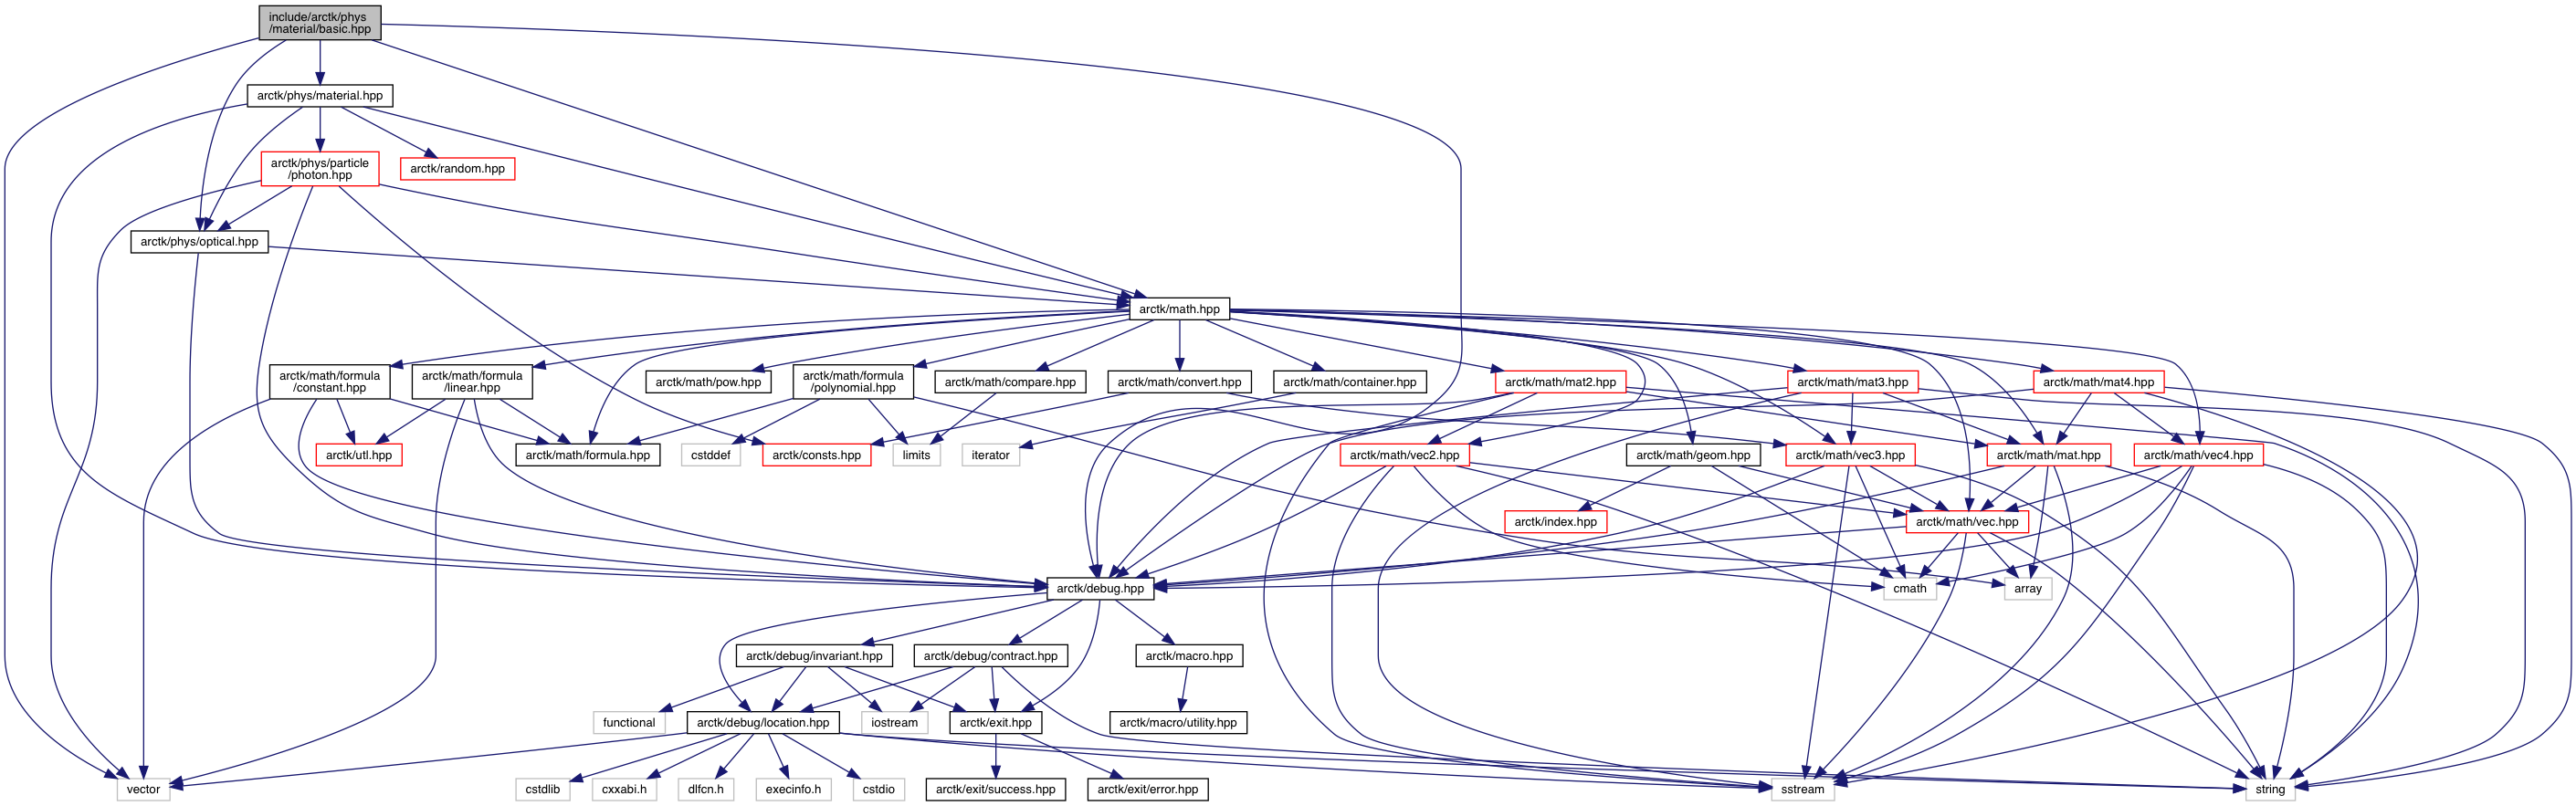 include/arctk/phys
/material/basic.hpp
arctk/phys/material.hpp
arctk/phys/particle
/photon.hpp
arctk/random.hpp
arctk/phys/optical.hpp
arctk/math.hpp
arctk/math/formula
/constant.hpp
arctk/math/formula
/linear.hpp
arctk/math/pow.hpp
arctk/math/formula
/polynomial.hpp
arctk/math/compare.hpp
arctk/math/convert.hpp
arctk/math/container.hpp
arctk/math/mat2.hpp
arctk/math/mat3.hpp
arctk/math/mat4.hpp
arctk/utl.hpp
arctk/math/formula.hpp
cstddef
arctk/consts.hpp
limits
iterator
arctk/math/vec2.hpp
arctk/math/geom.hpp
arctk/math/vec3.hpp
arctk/math/mat.hpp
arctk/math/vec4.hpp
arctk/index.hpp
arctk/math/vec.hpp
arctk/debug.hpp
cmath
array
arctk/debug/invariant.hpp
arctk/debug/contract.hpp
arctk/macro.hpp
functional
arctk/debug/location.hpp
iostream
arctk/exit.hpp
arctk/macro/utility.hpp
vector
cstdlib
cxxabi.h
dlfcn.h
execinfo.h
cstdio
arctk/exit/success.hpp
arctk/exit/error.hpp
sstream
string